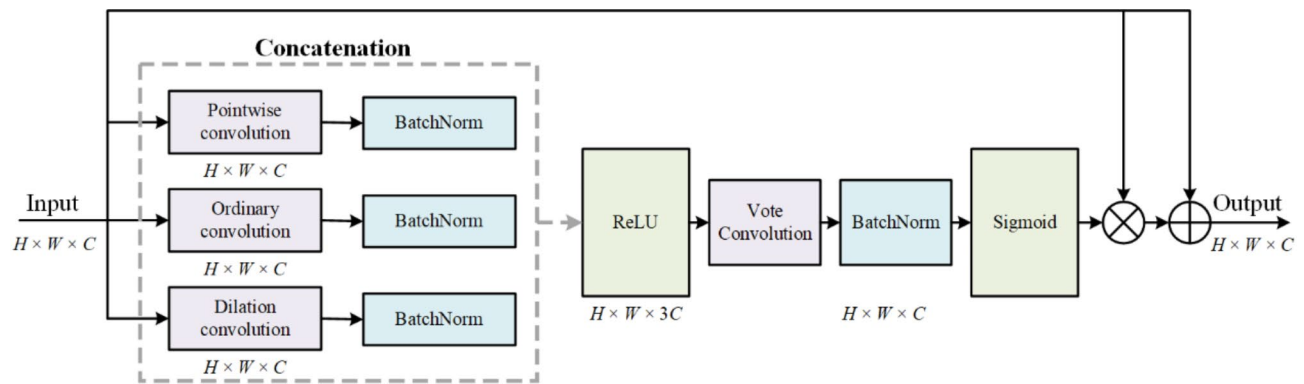 Concatenation
Pointwise
convolution
BatchNorm
H × W × C
Input
H × W × C
Ordinary
convolution
BatchNorm
H × W × C
Dilation
convolution
BatchNorm
H × W × C
ReLU
H × W × 3C
Vote
Convolution
BatchNorm
H × W × C
Sigmoid
Output
H × W × C